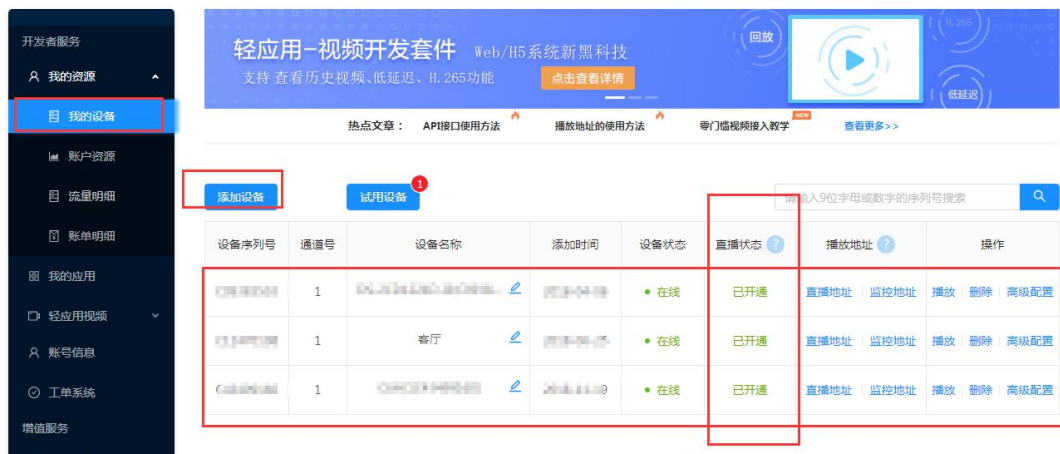 开发者服务
我的资源
我的设备
账户资源
流量明细
账单明细
我的应用
轻应用视频
账号信息
工单系统
增值服务
轻应用-视频开发套件 Web/H5系统新黑科技
支持 查看历史视频、低延迟、H.265功能 点击查看详情
回放
H.265
低延迟
热点文章： API接口使用方法 播放地址的使用方法 零门槛视频接入教学 NEW 查看更多>>
添加设备 试用设备 1 请输入9位字母或数字的序列号搜索
设备序列号 通道号 设备名称 添加时间 设备状态 直播状态 ? 播放地址 ? 操作
1 在线 已开通 直播地址 监控地址 播放 删除 高级配置
1 客厅 在线 已开通 直播地址 监控地址 播放 删除 高级配置
1 在线 已开通 直播地址 监控地址 播放 删除 高级配置